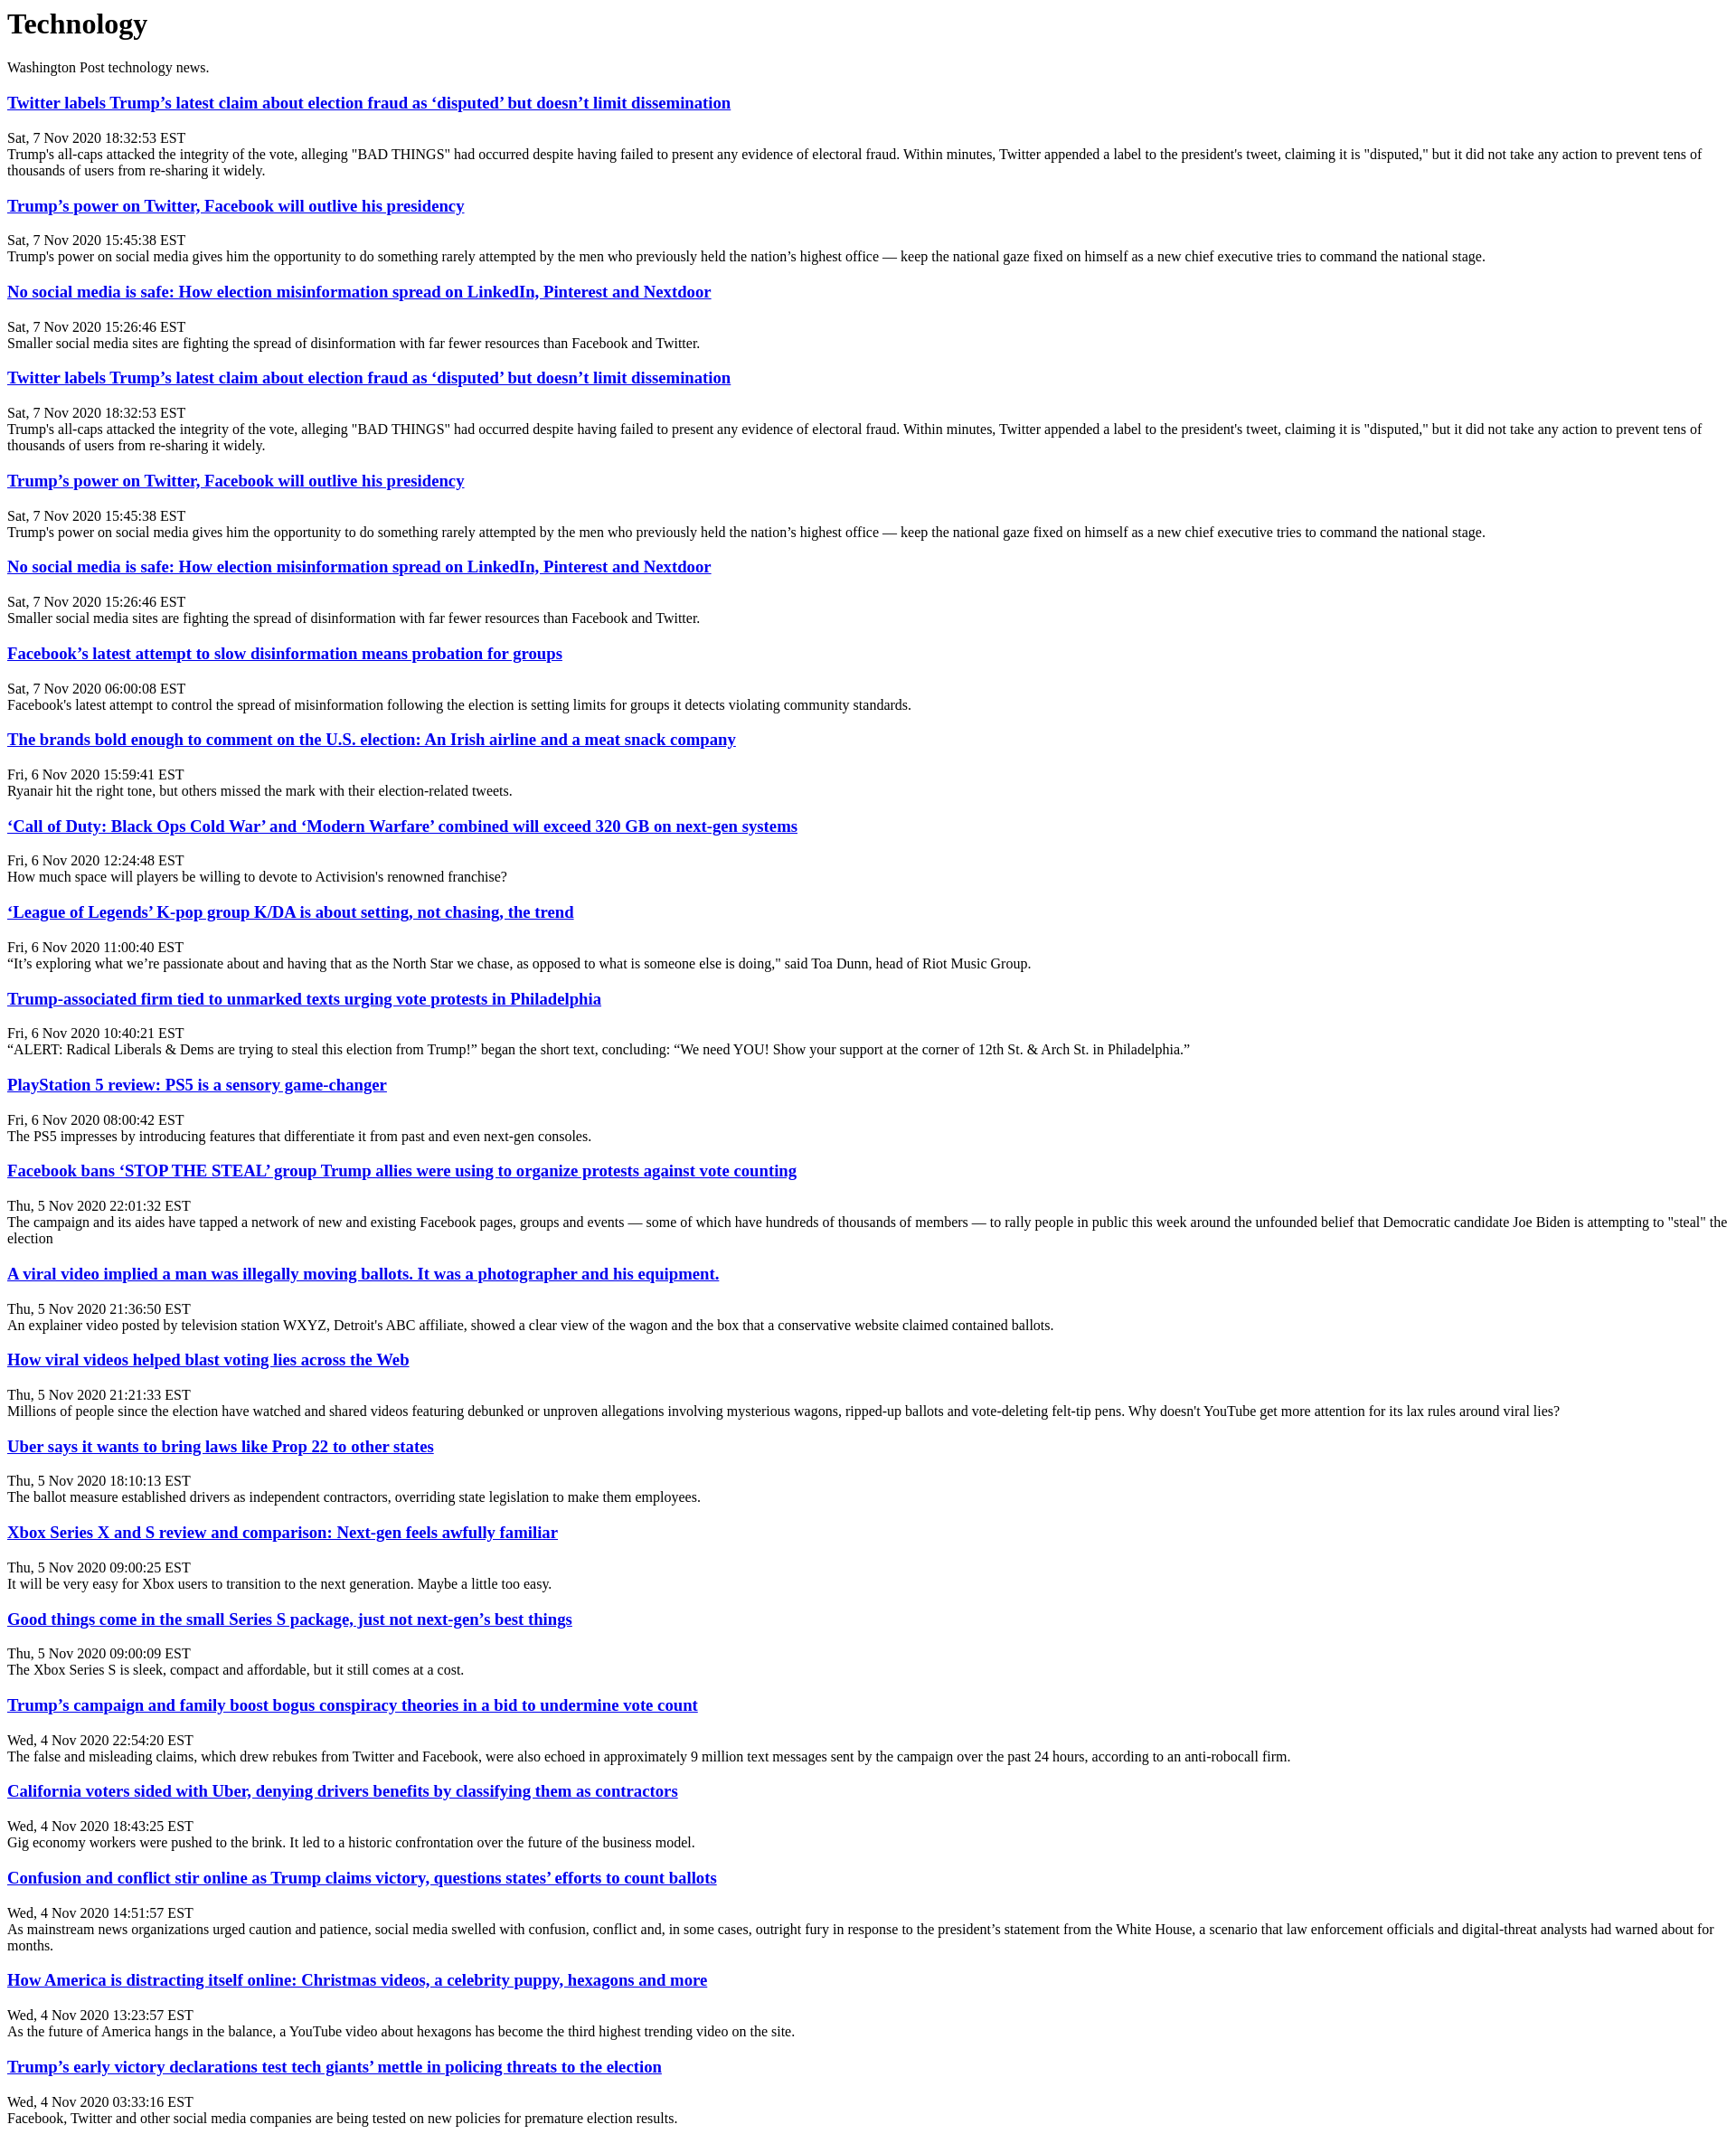 Technology
Washington Post technology news.
Twitter labels Trump’s latest claim about election fraud as ‘disputed’ but doesn’t limit dissemination
Sat, 7 Nov 2020 18:32:53 EST
Trump's all-caps attacked the integrity of the vote, alleging "BAD THINGS" had occurred despite having failed to present any evidence of electoral fraud. Within minutes, Twitter appended a label to the president's tweet, claiming it is "disputed," but it did not take any action to prevent tens of
thousands of users from re-sharing it widely.
Trump’s power on Twitter, Facebook will outlive his presidency
Sat, 7 Nov 2020 15:45:38 EST
Trump's power on social media gives him the opportunity to do something rarely attempted by the men who previously held the nation’s highest office — keep the national gaze fixed on himself as a new chief executive tries to command the national stage.
No social media is safe: How election misinformation spread on LinkedIn, Pinterest and Nextdoor
Sat, 7 Nov 2020 15:26:46 EST
Smaller social media sites are fighting the spread of disinformation with far fewer resources than Facebook and Twitter.
Twitter labels Trump’s latest claim about election fraud as ‘disputed’ but doesn’t limit dissemination
Sat, 7 Nov 2020 18:32:53 EST
Trump's all-caps attacked the integrity of the vote, alleging "BAD THINGS" had occurred despite having failed to present any evidence of electoral fraud. Within minutes, Twitter appended a label to the president's tweet, claiming it is "disputed," but it did not take any action to prevent tens of
thousands of users from re-sharing it widely.
Trump’s power on Twitter, Facebook will outlive his presidency
Sat, 7 Nov 2020 15:45:38 EST
Trump's power on social media gives him the opportunity to do something rarely attempted by the men who previously held the nation’s highest office — keep the national gaze fixed on himself as a new chief executive tries to command the national stage.
No social media is safe: How election misinformation spread on LinkedIn, Pinterest and Nextdoor
Sat, 7 Nov 2020 15:26:46 EST
Smaller social media sites are fighting the spread of disinformation with far fewer resources than Facebook and Twitter.
Facebook’s latest attempt to slow disinformation means probation for groups
Sat, 7 Nov 2020 06:00:08 EST
Facebook's latest attempt to control the spread of misinformation following the election is setting limits for groups it detects violating community standards.
The brands bold enough to comment on the U.S. election: An Irish airline and a meat snack company
Fri, 6 Nov 2020 15:59:41 EST
Ryanair hit the right tone, but others missed the mark with their election-related tweets.
‘Call of Duty: Black Ops Cold War’ and ‘Modern Warfare’ combined will exceed 320 GB on next-gen systems
Fri, 6 Nov 2020 12:24:48 EST
How much space will players be willing to devote to Activision's renowned franchise?
‘League of Legends’ K-pop group K/DA is about setting, not chasing, the trend
Fri, 6 Nov 2020 11:00:40 EST
“It’s exploring what we’re passionate about and having that as the North Star we chase, as opposed to what is someone else is doing," said Toa Dunn, head of Riot Music Group.
Trump-associated firm tied to unmarked texts urging vote protests in Philadelphia
Fri, 6 Nov 2020 10:40:21 EST
“ALERT: Radical Liberals & Dems are trying to steal this election from Trump!” began the short text, concluding: “We need YOU! Show your support at the corner of 12th St. & Arch St. in Philadelphia.”
PlayStation 5 review: PS5 is a sensory game-changer
Fri, 6 Nov 2020 08:00:42 EST
The PS5 impresses by introducing features that differentiate it from past and even next-gen consoles.
Facebook bans ‘STOP THE STEAL’ group Trump allies were using to organize protests against vote counting
Thu, 5 Nov 2020 22:01:32 EST
The campaign and its aides have tapped a network of new and existing Facebook pages, groups and events — some of which have hundreds of thousands of members — to rally people in public this week around the unfounded belief that Democratic candidate Joe Biden is attempting to "steal" the
election
A viral video implied a man was illegally moving ballots. It was a photographer and his equipment.
Thu, 5 Nov 2020 21:36:50 EST
An explainer video posted by television station WXYZ, Detroit's ABC affiliate, showed a clear view of the wagon and the box that a conservative website claimed contained ballots.
How viral videos helped blast voting lies across the Web
Thu, 5 Nov 2020 21:21:33 EST
Millions of people since the election have watched and shared videos featuring debunked or unproven allegations involving mysterious wagons, ripped-up ballots and vote-deleting felt-tip pens. Why doesn't YouTube get more attention for its lax rules around viral lies?
Uber says it wants to bring laws like Prop 22 to other states
Thu, 5 Nov 2020 18:10:13 EST
The ballot measure established drivers as independent contractors, overriding state legislation to make them employees.
Xbox Series X and S review and comparison: Next-gen feels awfully familiar
Thu, 5 Nov 2020 09:00:25 EST
It will be very easy for Xbox users to transition to the next generation. Maybe a little too easy.
Good things come in the small Series S package, just not next-gen’s best things
Thu, 5 Nov 2020 09:00:09 EST
The Xbox Series S is sleek, compact and affordable, but it still comes at a cost.
Trump’s campaign and family boost bogus conspiracy theories in a bid to undermine vote count
Wed, 4 Nov 2020 22:54:20 EST
The false and misleading claims, which drew rebukes from Twitter and Facebook, were also echoed in approximately 9 million text messages sent by the campaign over the past 24 hours, according to an anti-robocall firm.
California voters sided with Uber, denying drivers benefits by classifying them as contractors
Wed, 4 Nov 2020 18:43:25 EST
Gig economy workers were pushed to the brink. It led to a historic confrontation over the future of the business model.
Confusion and conflict stir online as Trump claims victory, questions states’ efforts to count ballots
Wed, 4 Nov 2020 14:51:57 EST
As mainstream news organizations urged caution and patience, social media swelled with confusion, conflict and, in some cases, outright fury in response to the president’s statement from the White House, a scenario that law enforcement officials and digital-threat analysts had warned about for
months.
How America is distracting itself online: Christmas videos, a celebrity puppy, hexagons and more
Wed, 4 Nov 2020 13:23:57 EST
As the future of America hangs in the balance, a YouTube video about hexagons has become the third highest trending video on the site.
Trump’s early victory declarations test tech giants’ mettle in policing threats to the election
Wed, 4 Nov 2020 03:33:16 EST
Facebook, Twitter and other social media companies are being tested on new policies for premature election results.